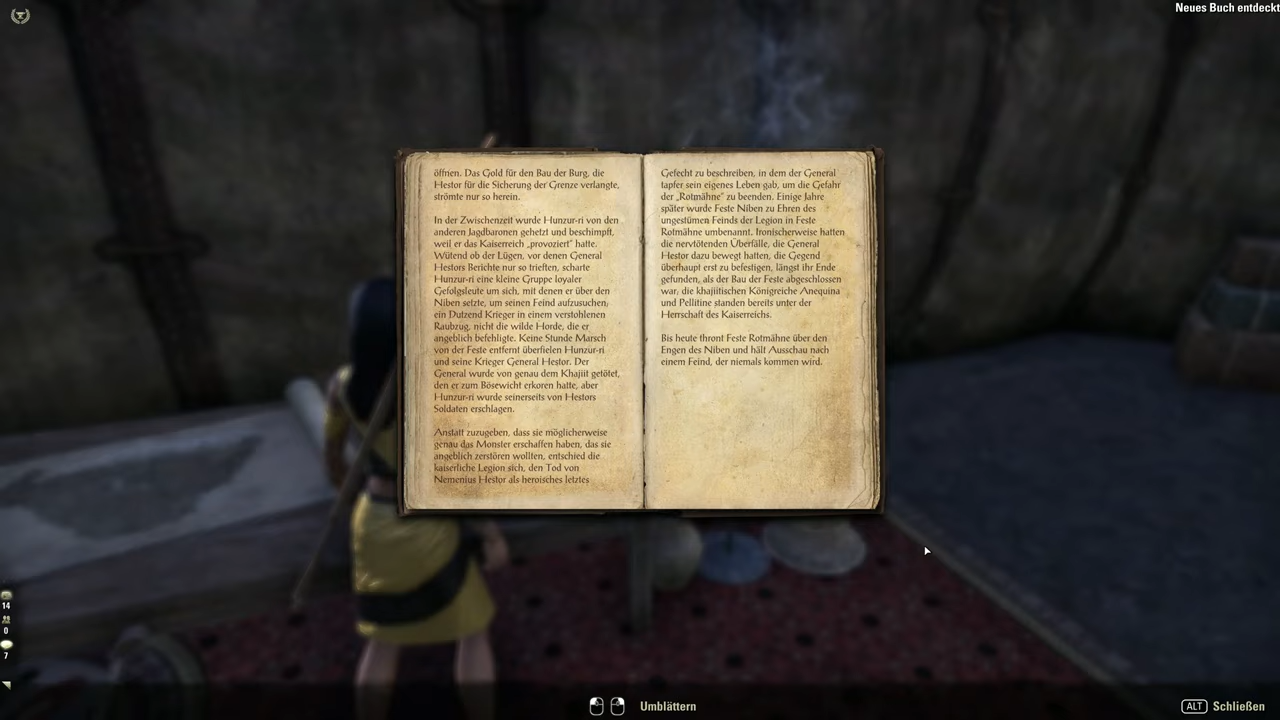 Neues Buch entdeckt
öffnen. Das Gold für den Bau der Burg, die
Hestor für die Sicherung der Grenze verlangte,
strömte nur so herein.
In der Zwischenzeit wurde Hunzur-ri von den
anderen Jagdbaronen gehetzt und beschimpft,
weil er das Kaiserreich „provoziert“ hatte.
Wütend ob der Lügen, vor denen General
Hestors Berichte nur so trieften, scharte
Hunzur-ri eine kleine Gruppe loyaler
Gefolgsleute um sich, mit denen er über den
Niben setzte, um seinen Feind aufzusuchen;
ein Dutzend Krieger in einem verstohlenen
Raubzug, nicht die wilde Horde, die er
angeblich befehligte. Keine Stunde Marsch
von der Feste entfernt überfielen Hunzur-ri
und seine Krieger General Hestor. Der
General wurde von genau dem Khajiit getötet,
den er zum Bösewicht erkoren hatte, aber
Hunzur-ri wurde seinerseits von Hestors
Soldaten erschlagen.
Anstatt zuzugeben, dass sie möglicherweise
genau das Monster erschaffen haben, das sie
angeblich zerstören wollten, entschied die
kaiserliche Legion sich, den Tod von
Nemenius Hestor als heroisches letztes
Gefecht zu beschreiben, in dem der General
tapfer sein eigenes Leben gab, um die Gefahr
der „Rotmähne“ zu beenden. Einige Jahre
später wurde Feste Niben zu Ehren des
ungestümen Feinds der Legion in Feste
Rotmähne umbenannt. Ironischerweise hatten
die nervtötenden Überfälle, die General
Hestor dazu bewegt hatten, die Gegend
überhaupt erst zu befestigen, längst ihr Ende
gefunden, als der Bau der Feste abgeschlossen
war; die khajiitischen Königreiche Anequina
und Pellitine standen bereits unter der
Herrschaft des Kaiserreichs.
Bis heute thront Feste Rotmähne über den
Engen des Niben und hält Ausschau nach
einem Feind, der niemals kommen wird.
14
0
7
Umblättern
ALT Schließen